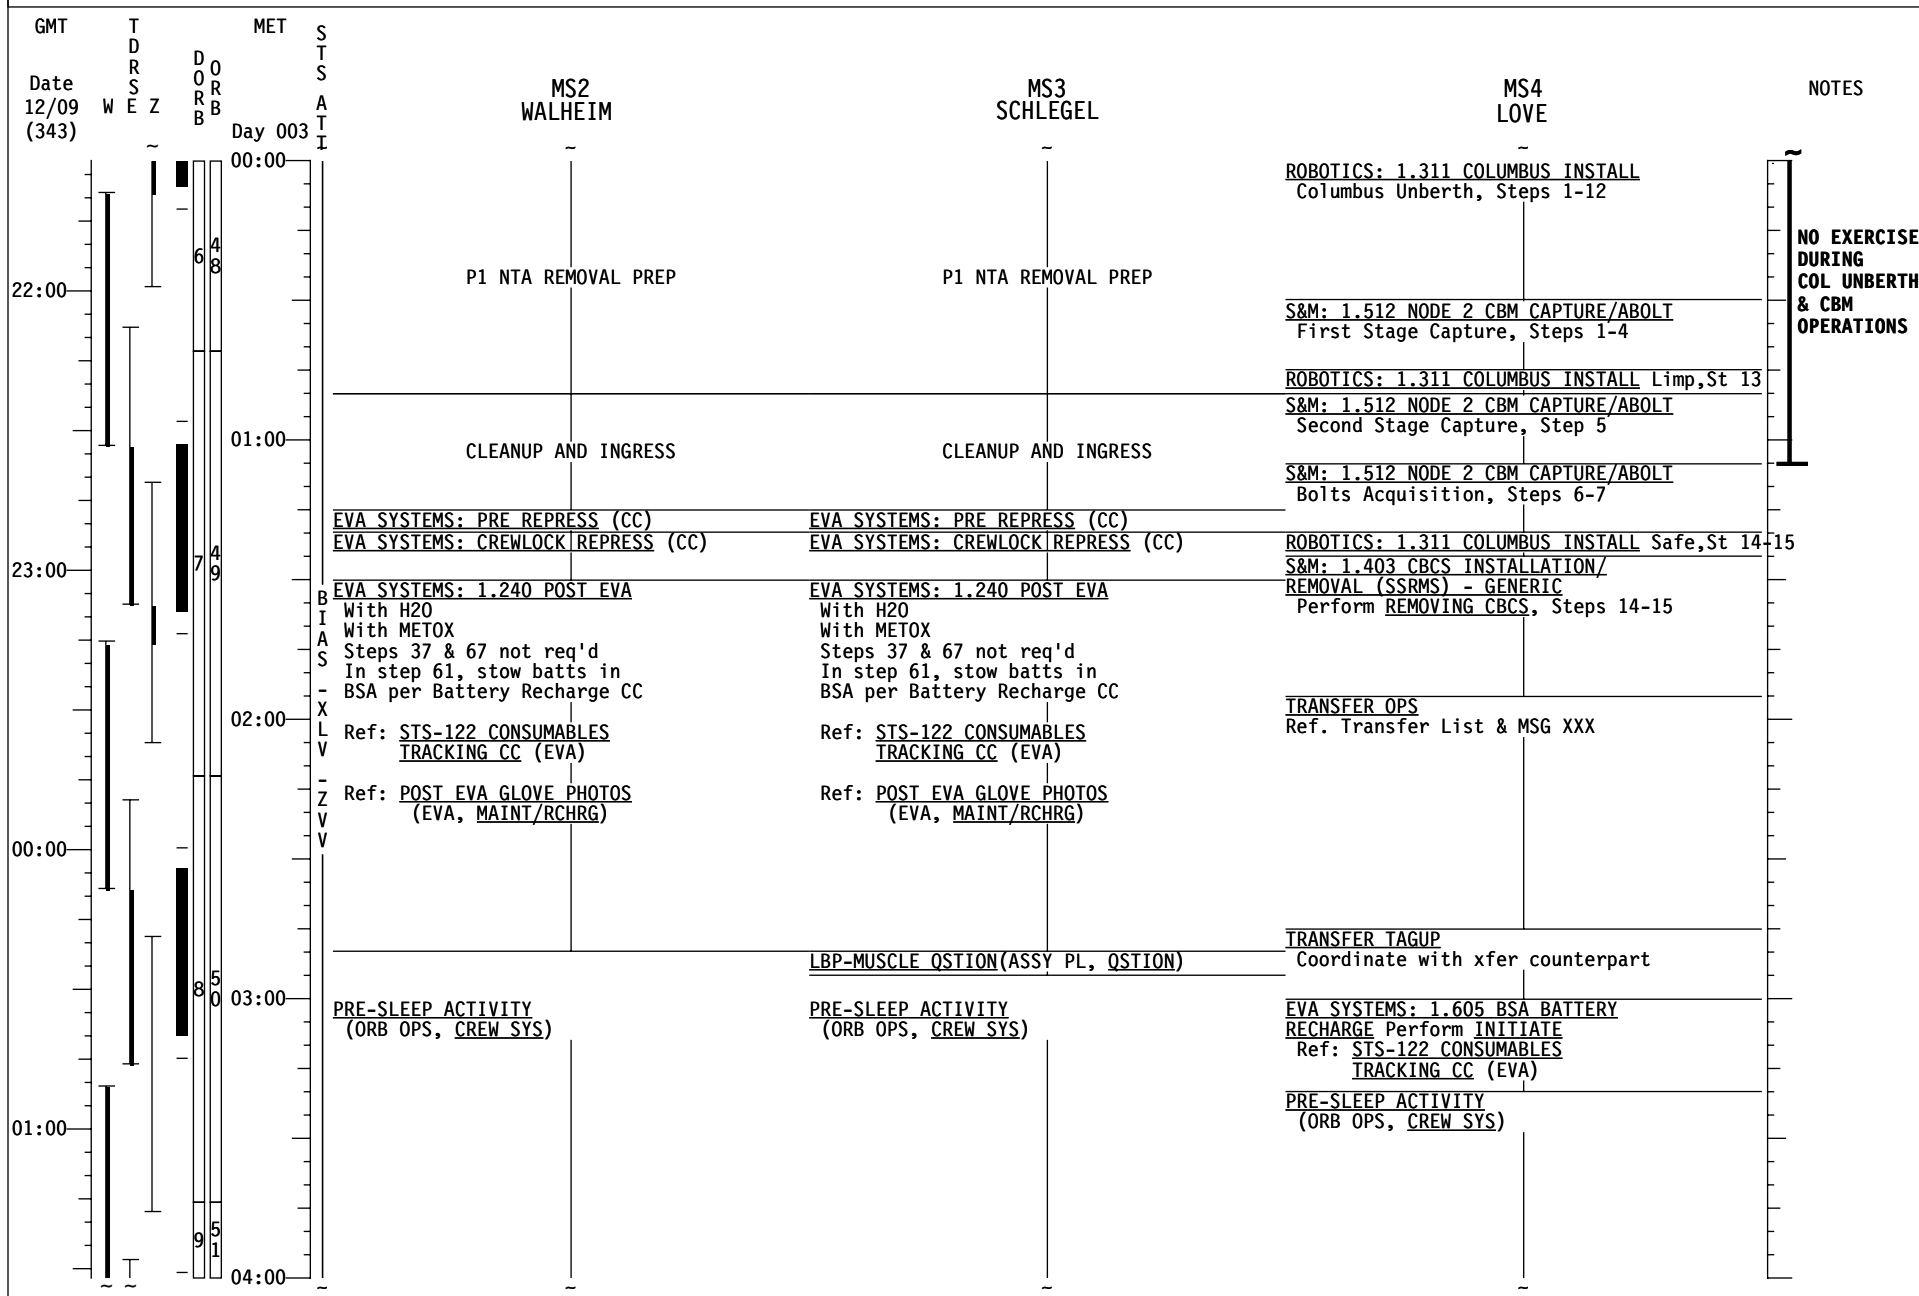 GMT
TDRS
MET
STS ATT
DORB
ORB
Date
12/09
(343)
W E Z
Day 003
MS2
WALHEIM
MS3
SCHLEGEL
MS4
LOVE
NOTES
~ ~ ~ ~ ~
00:00
ROBOTICS: 1.311 COLUMBUS INSTALL
Columbus Unberth, Steps 1-12
6
48
NO EXERCISE
DURING
COL UNBERTH
& CBM
OPERATIONS
P1 NTA REMOVAL PREP
P1 NTA REMOVAL PREP
22:00
S&M: 1.512 NODE 2 CBM CAPTURE/ABOLT
First Stage Capture, Steps 1-4
ROBOTICS: 1.311 COLUMBUS INSTALL Limp,St 13
S&M: 1.512 NODE 2 CBM CAPTURE/ABOLT
Second Stage Capture, Step 5
01:00
CLEANUP AND INGRESS
CLEANUP AND INGRESS
S&M: 1.512 NODE 2 CBM CAPTURE/ABOLT
Bolts Acquisition, Steps 6-7
EVA SYSTEMS: PRE REPRESS (CC)
EVA SYSTEMS: PRE REPRESS (CC)
EVA SYSTEMS: CREWLOCK REPRESS (CC)
EVA SYSTEMS: CREWLOCK REPRESS (CC)
ROBOTICS: 1.311 COLUMBUS INSTALL Safe,St 14-15
7
49
23:00
S&M: 1.403 CBCS INSTALLATION/
REMOVAL (SSRMS) - GENERIC
Perform REMOVING CBCS, Steps 14-15
BIAS -XLV -ZVV
EVA SYSTEMS: 1.240 POST EVA
With H2O
With METOX
Steps 37 & 67 not req'd
In step 61, stow batts in
BSA per Battery Recharge CC
Ref: STS-122 CONSUMABLES
TRACKING CC (EVA)
Ref: POST EVA GLOVE PHOTOS
(EVA, MAINT/RCHRG)
EVA SYSTEMS: 1.240 POST EVA
With H2O
With METOX
Steps 37 & 67 not req'd
In step 61, stow batts in
BSA per Battery Recharge CC
Ref: STS-122 CONSUMABLES
TRACKING CC (EVA)
Ref: POST EVA GLOVE PHOTOS
(EVA, MAINT/RCHRG)
TRANSFER OPS
Ref. Transfer List & MSG XXX
02:00
00:00
TRANSFER TAGUP
Coordinate with xfer counterpart
LBP-MUSCLE QSTION(ASSY PL, QSTION)
8
50
03:00
PRE-SLEEP ACTIVITY
(ORB OPS, CREW SYS)
PRE-SLEEP ACTIVITY
(ORB OPS, CREW SYS)
EVA SYSTEMS: 1.605 BSA BATTERY
RECHARGE Perform INITIATE
Ref: STS-122 CONSUMABLES
TRACKING CC (EVA)
PRE-SLEEP ACTIVITY
(ORB OPS, CREW SYS)
01:00
9
51
04:00
~ ~ ~ ~ ~ ~